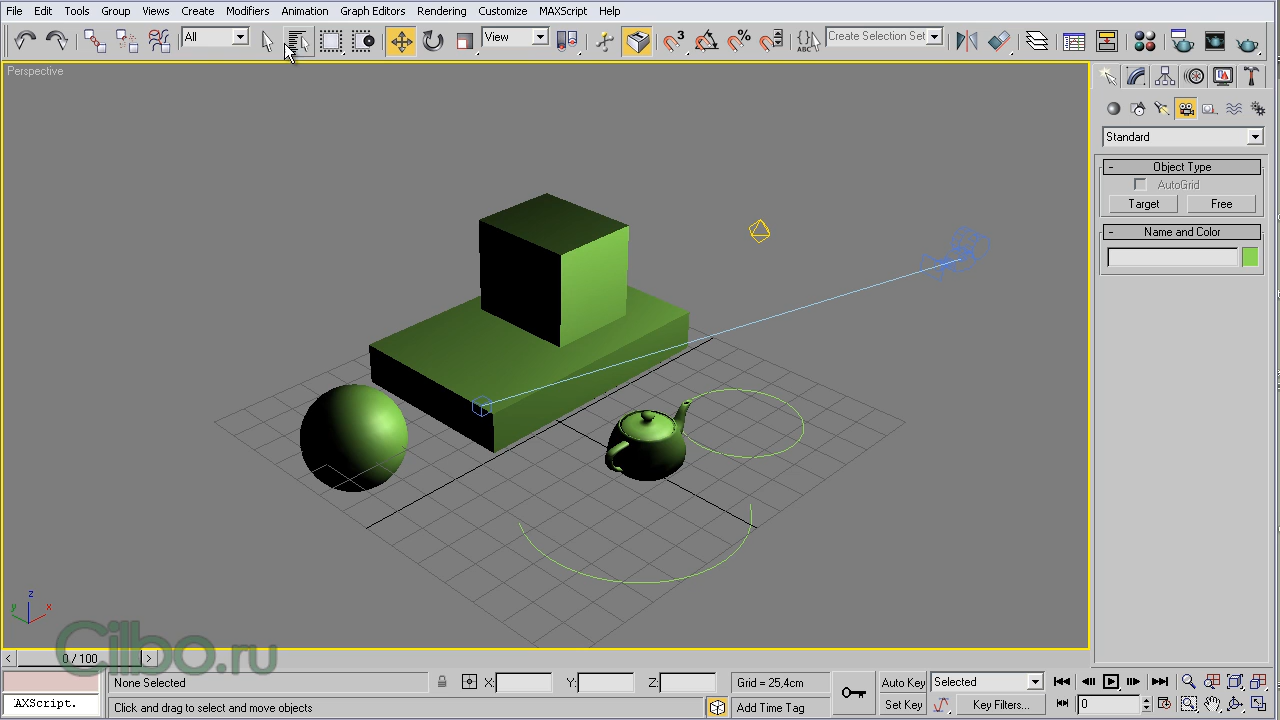 File Edit Tools Group Views Create Modifiers Animation Graph Editors Rendering Customize MAXScript Help
All View 3 Create Selection Set
Perspective
Standard
- Object Type
AutoGrid
Target Free
- Name and Color
z
y x
Cilbo.ru
< 0 / 100 >
None Selected X: Y: Z: Grid = 25,4cm Auto Key Selected
AXScript. Click and drag to select and move objects Add Time Tag Set Key Key Filters... 0